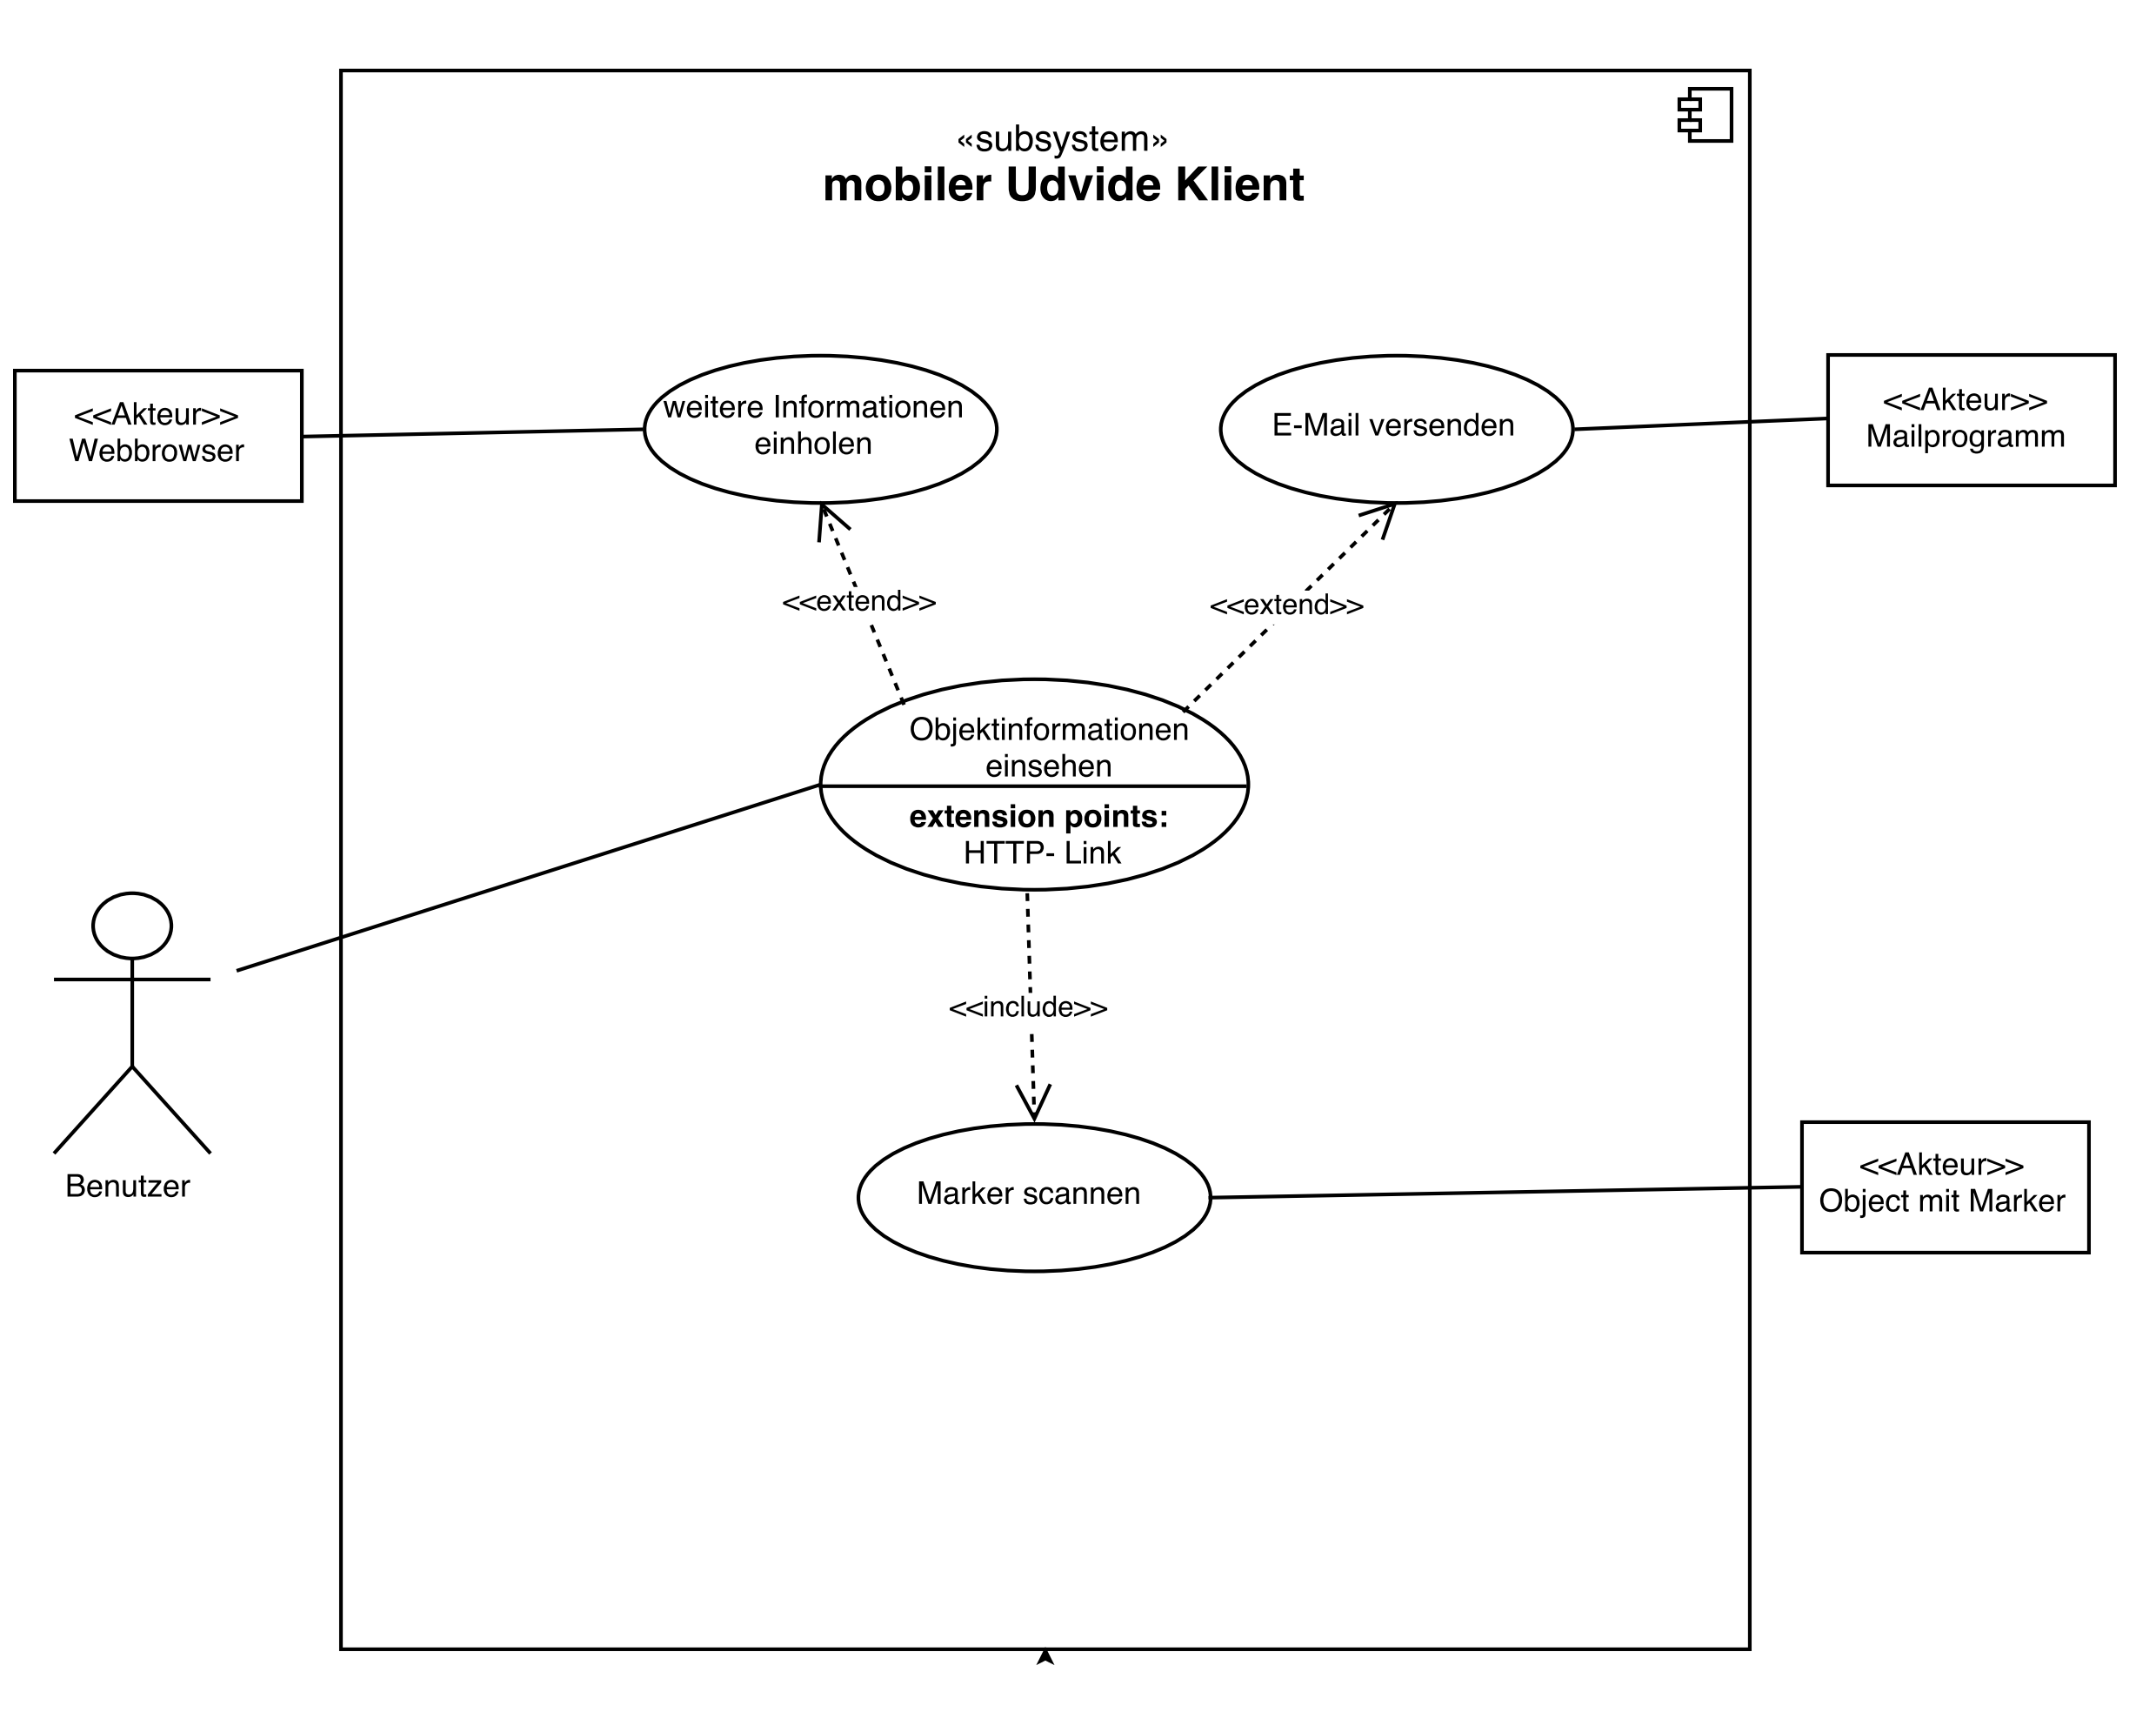 «subsystem»
mobiler Udvide Klient
<<Akteur>>
Webbrowser
weitere Informationen
einholen
E-Mail versenden
<<Akteur>>
Mailprogramm
<<extend>>
<<extend>>
Objektinformationen
einsehen
extension points:
HTTP- Link
<<include>>
Benutzer
Marker scannen
<<Akteur>>
Object mit Marker